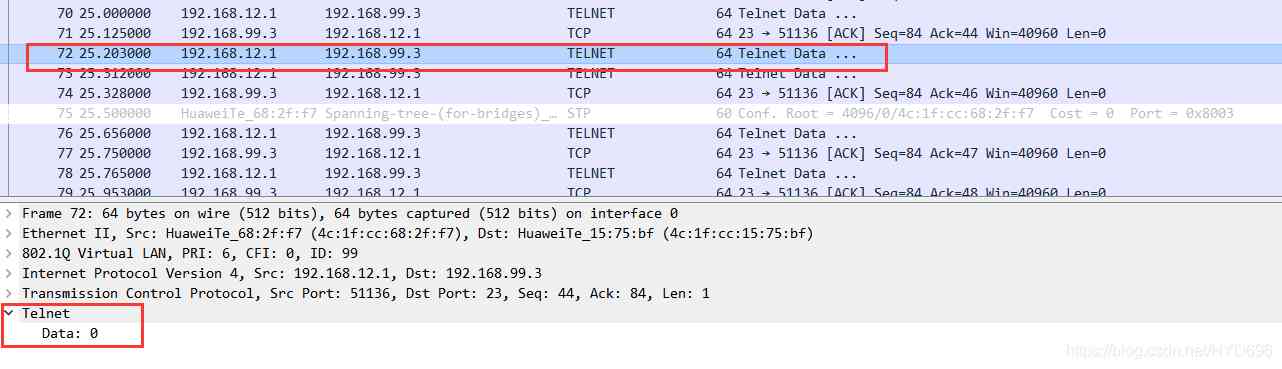 70 25.000000 192.168.12.1 192.168.99.3 TELNET 64 Telnet Data ...
71 25.125000 192.168.99.3 192.168.12.1 TCP 64 23 → 51136 [ACK] Seq=84 Ack=44 Win=40960 Len=0
72 25.203000 192.168.12.1 192.168.99.3 TELNET 64 Telnet Data ...
73 25.312000 192.168.12.1 192.168.99.3 TELNET 64 Telnet Data ...
74 25.328000 192.168.99.3 192.168.12.1 TCP 64 23 → 51136 [ACK] Seq=84 Ack=46 Win=40960 Len=0
75 25.500000 HuaweiTe_68:2f:f7 Spanning-tree-(for-bridges)_… STP 60 Conf. Root = 4096/0/4c:1f:cc:68:2f:f7 Cost = 0 Port = 0x8003
76 25.656000 192.168.12.1 192.168.99.3 TELNET 64 Telnet Data ...
77 25.750000 192.168.99.3 192.168.12.1 TCP 64 23 → 51136 [ACK] Seq=84 Ack=47 Win=40960 Len=0
78 25.765000 192.168.12.1 192.168.99.3 TELNET 64 Telnet Data ...
79 25.953000 192.168.99.3 192.168.12.1 TCP 64 23 → 51136 [ACK] Seq=84 Ack=48 Win=40960 Len=0
Frame 72: 64 bytes on wire (512 bits), 64 bytes captured (512 bits) on interface 0
Ethernet II, Src: HuaweiTe_68:2f:f7 (4c:1f:cc:68:2f:f7), Dst: HuaweiTe_15:75:bf (4c:1f:cc:15:75:bf)
802.1Q Virtual LAN, PRI: 6, CFI: 0, ID: 99
Internet Protocol Version 4, Src: 192.168.12.1, Dst: 192.168.99.3
Transmission Control Protocol, Src Port: 51136, Dst Port: 23, Seq: 44, Ack: 84, Len: 1
Telnet
Data: 0